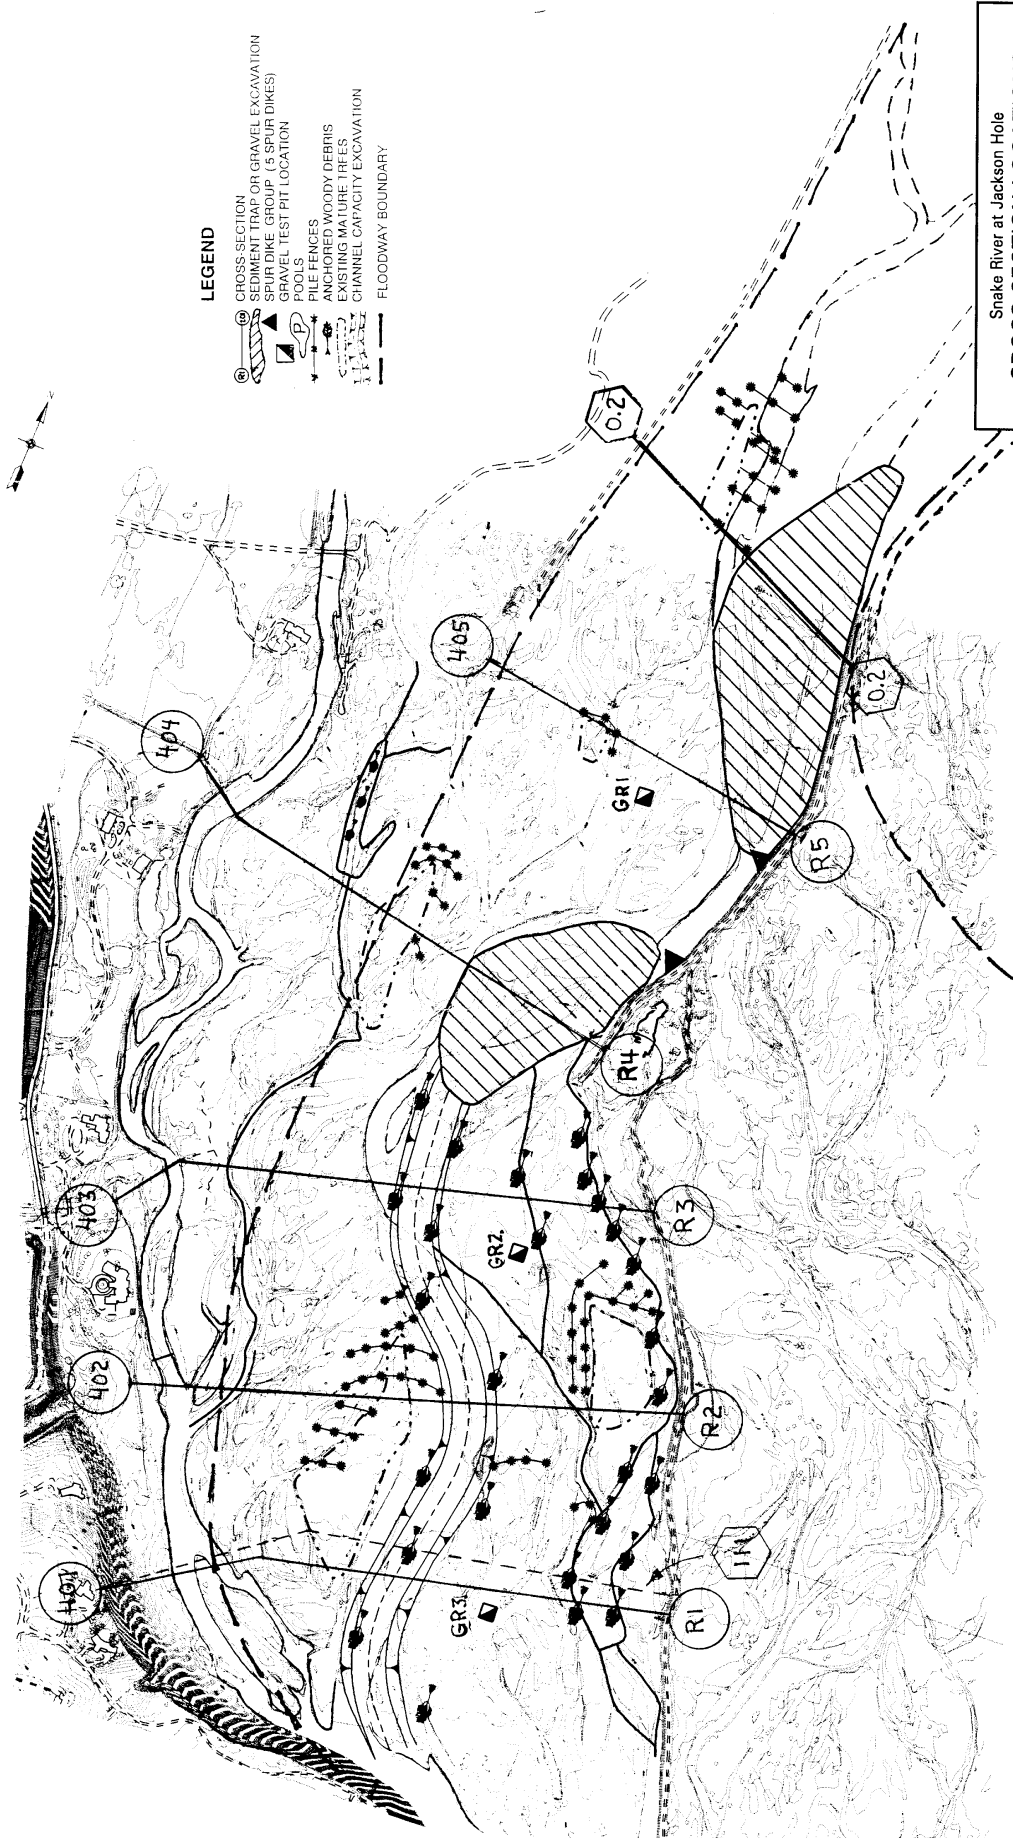 LEGEND
R1 CROSS-SECTION
SEDIMENT TRAP OR GRAVEL EXCAVATION
SPUR DIKE GROUP ( 5 SPUR DIKES)
GRAVEL TEST PIT LOCATION
P POOLS
PILE FENCES
ANCHORED WOODY DEBRIS
EXISTING MATURE TREES
CHANNEL CAPACITY EXCAVATION
FLOODWAY BOUNDARY
401
402
403
404
405
0.2
GR3
GR2
GR1
R1
R2
R3
R4
R5
0.2
1N
Snake River at Jackson Hole